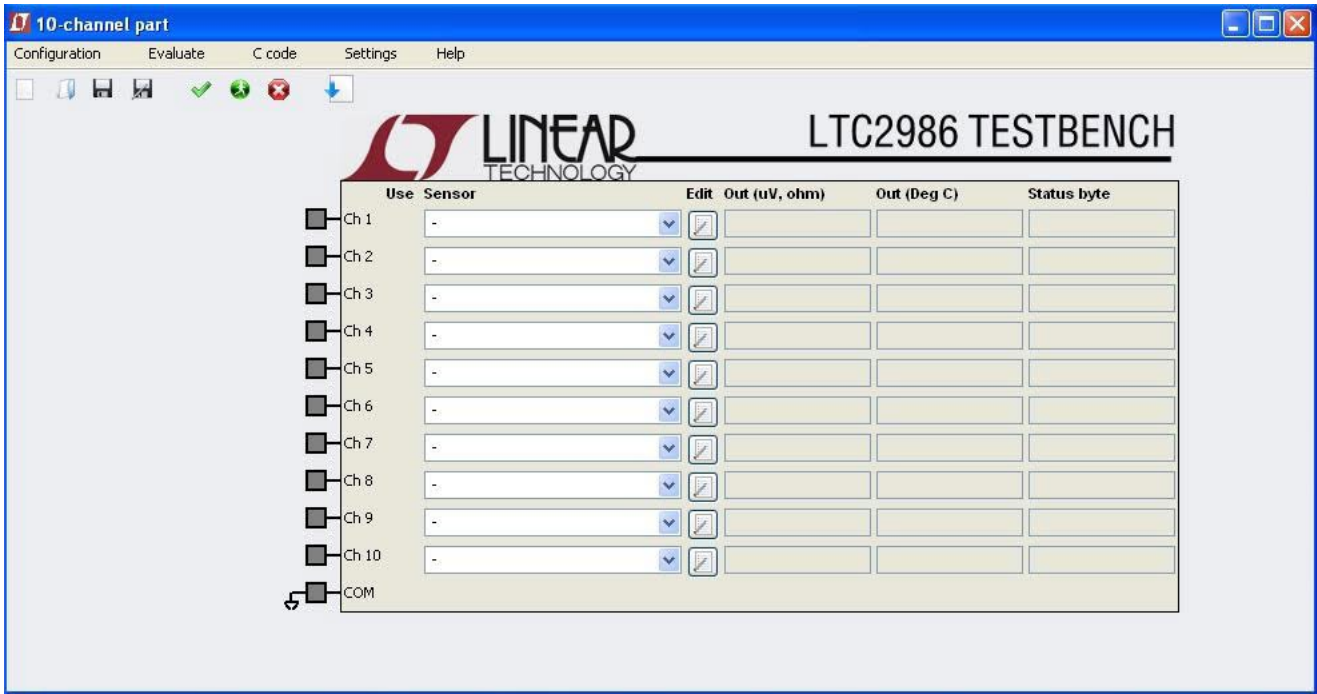 10-channel part
Configuration Evaluate C code Settings Help
LINEAR
TECHNOLOGY
LTC2986 TESTBENCH
Use Sensor Edit Out (uV, ohm) Out (Deg C) Status byte
Ch 1 -
Ch 2 -
Ch 3 -
Ch 4 -
Ch 5 -
Ch 6 -
Ch 7 -
Ch 8 -
Ch 9 -
Ch 10 -
COM